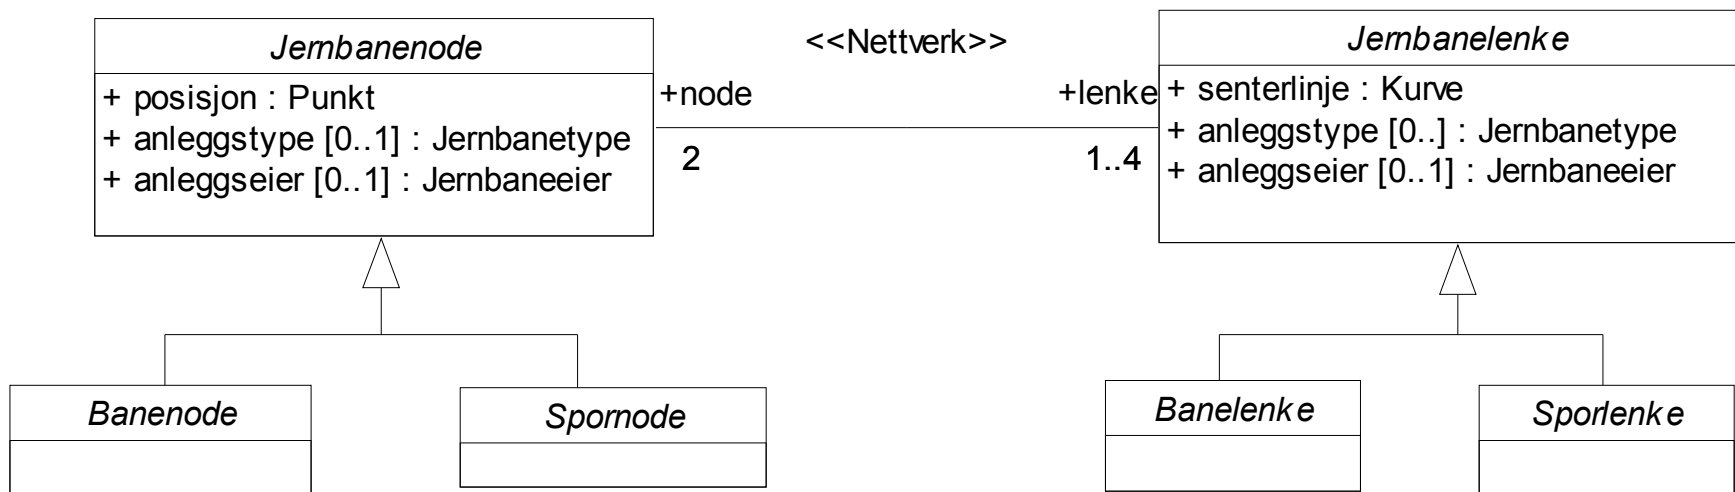 Jernbanenode
+ posisjon : Punkt
+ anleggstype [0..1] : Jernbanetype
+ anleggseier [0..1] : Jernbaneeier
<<Nettverk>>
+node
+lenke
2
1..4
Jernbanelenke
+ senterlinje : Kurve
+ anleggstype [0..] : Jernbanetype
+ anleggseier [0..1] : Jernbaneeier
Banenode
Spornode
Banelenke
Sporlenke